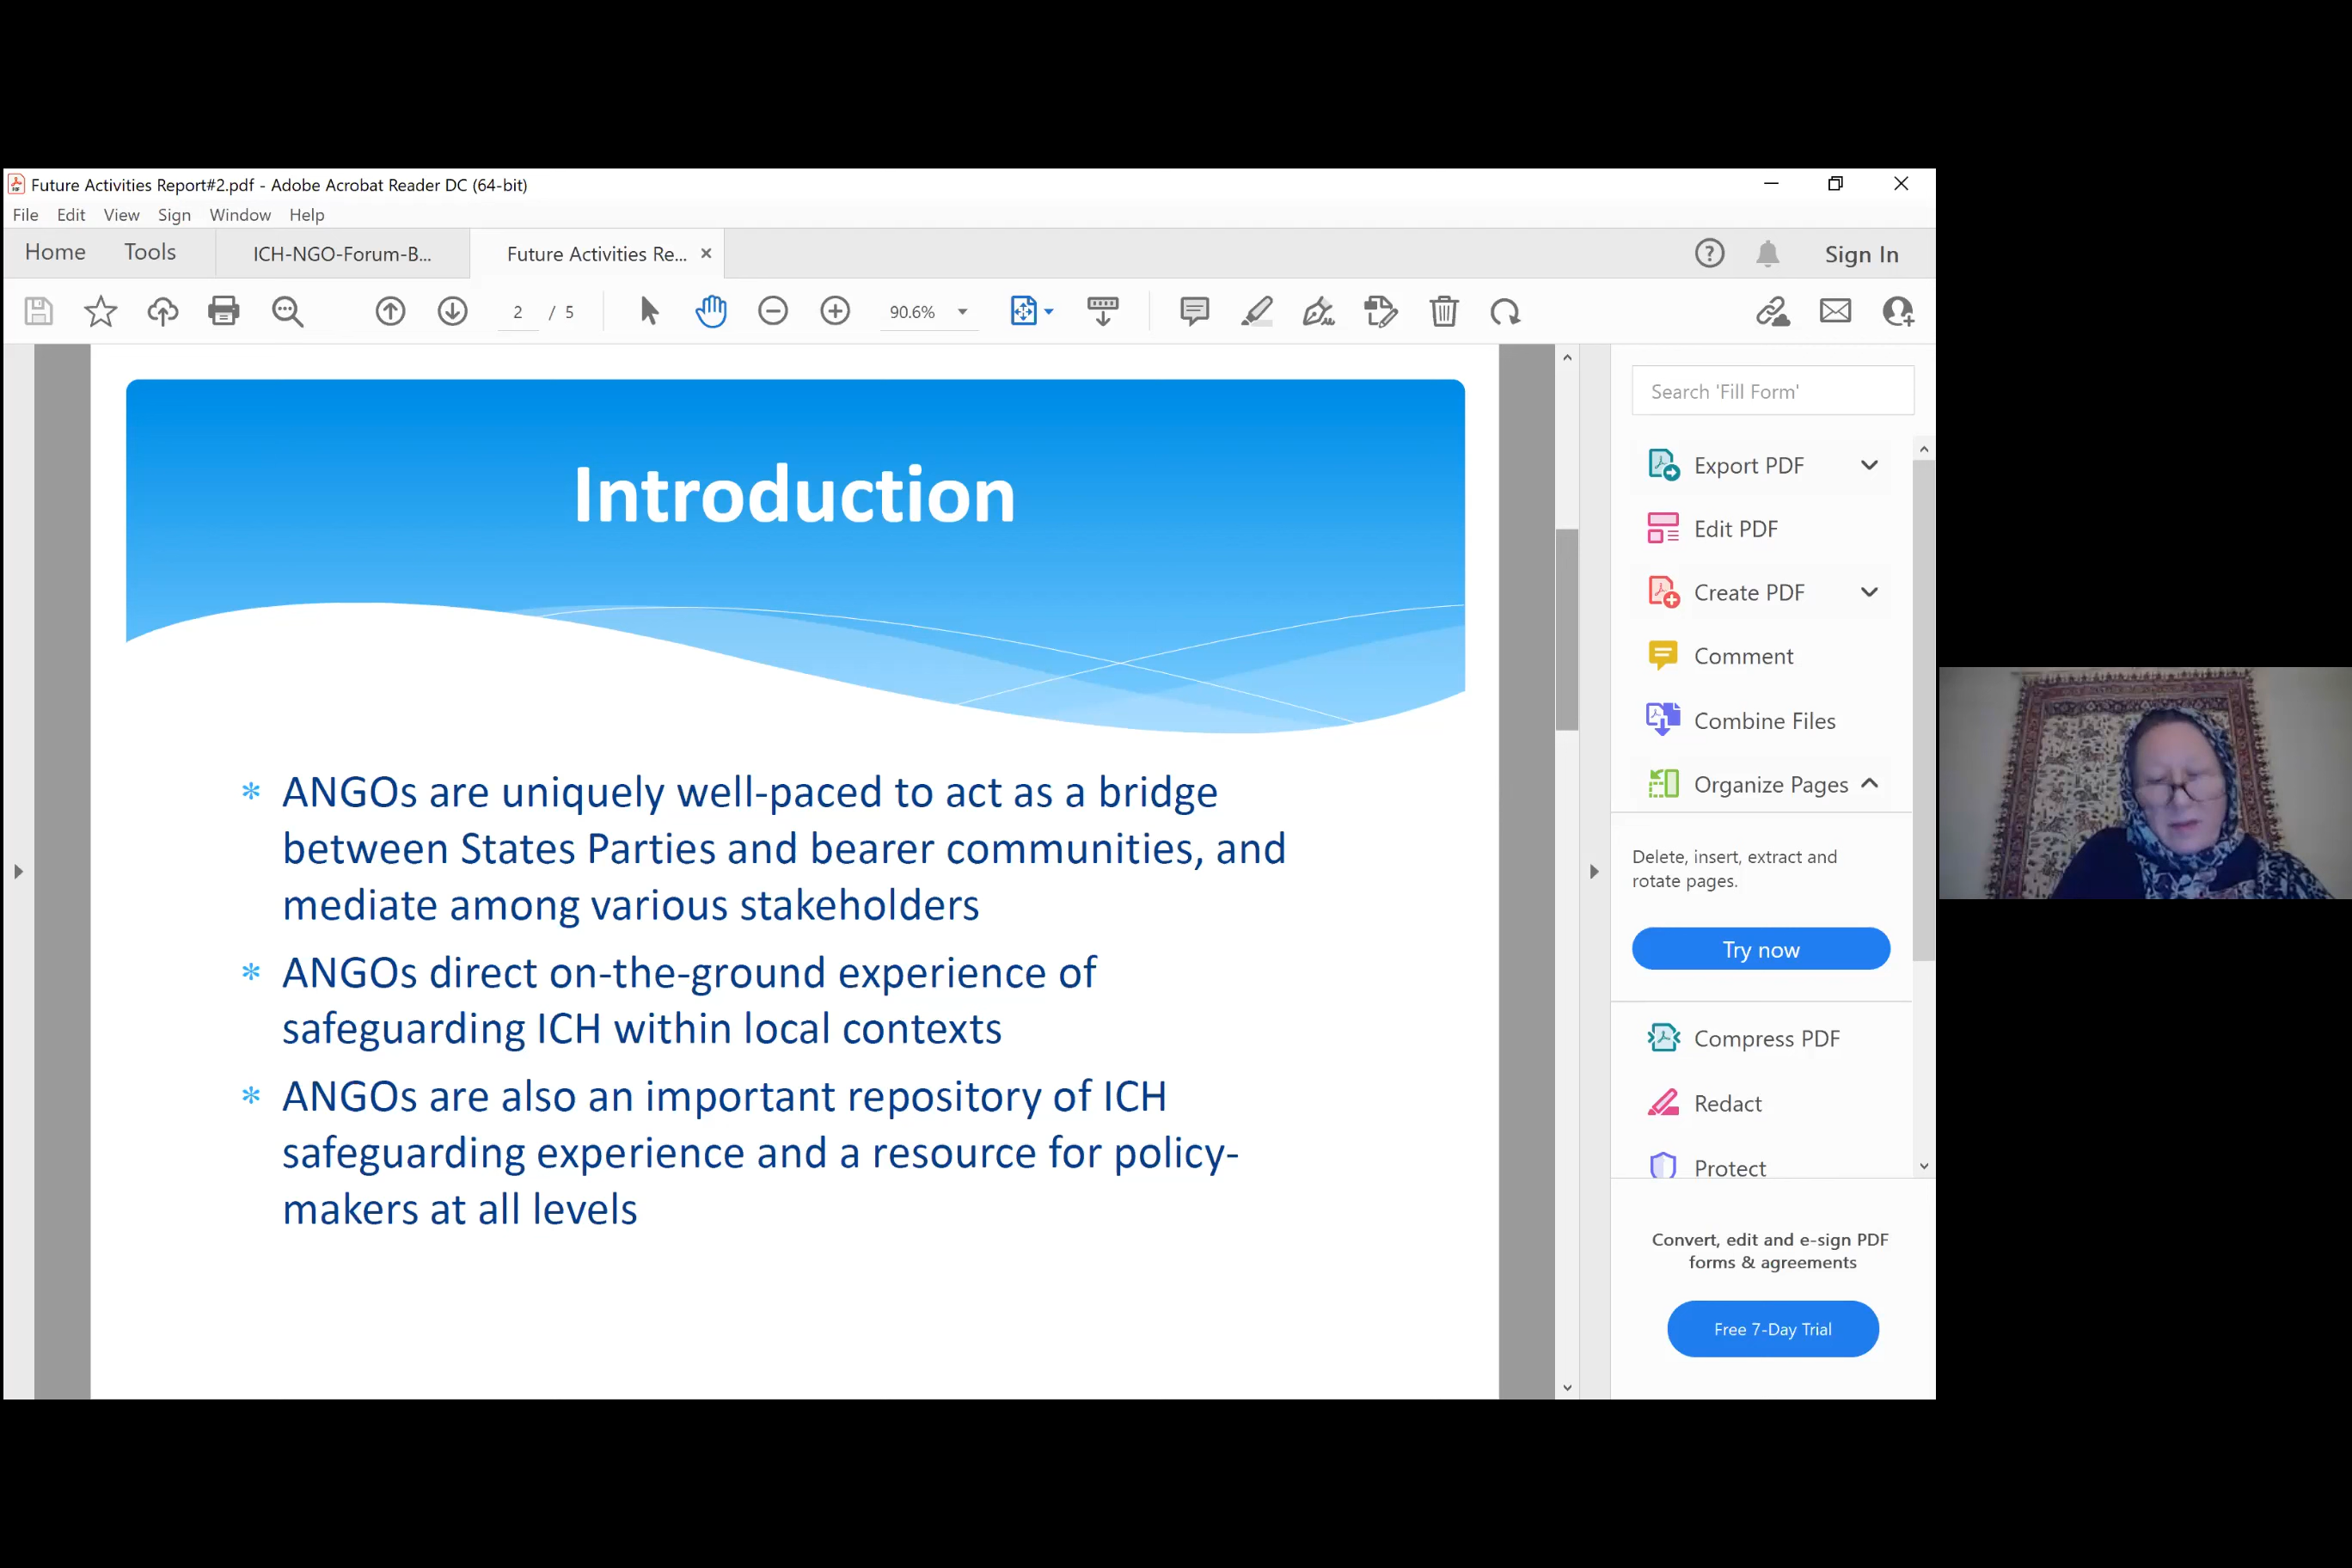 Future Activities Report#2.pdf - Adobe Acrobat Reader DC (64-bit)
File Edit View Sign Window Help
Home Tools ICH-NGO-Forum-B... Future Activities Re... Sign In
2 / 5 90.6%
Introduction
ANGOs are uniquely well-paced to act as a bridge
between States Parties and bearer communities, and
mediate among various stakeholders
ANGOs direct on-the-ground experience of
safeguarding ICH within local contexts
ANGOs are also an important repository of ICH
safeguarding experience and a resource for policy-
makers at all levels
Search 'Fill Form'
Export PDF
Edit PDF
Create PDF
Comment
Combine Files
Organize Pages
Delete, insert, extract and
rotate pages.
Try now
Compress PDF
Redact
Protect
Convert, edit and e-sign PDF
forms & agreements
Free 7-Day Trial